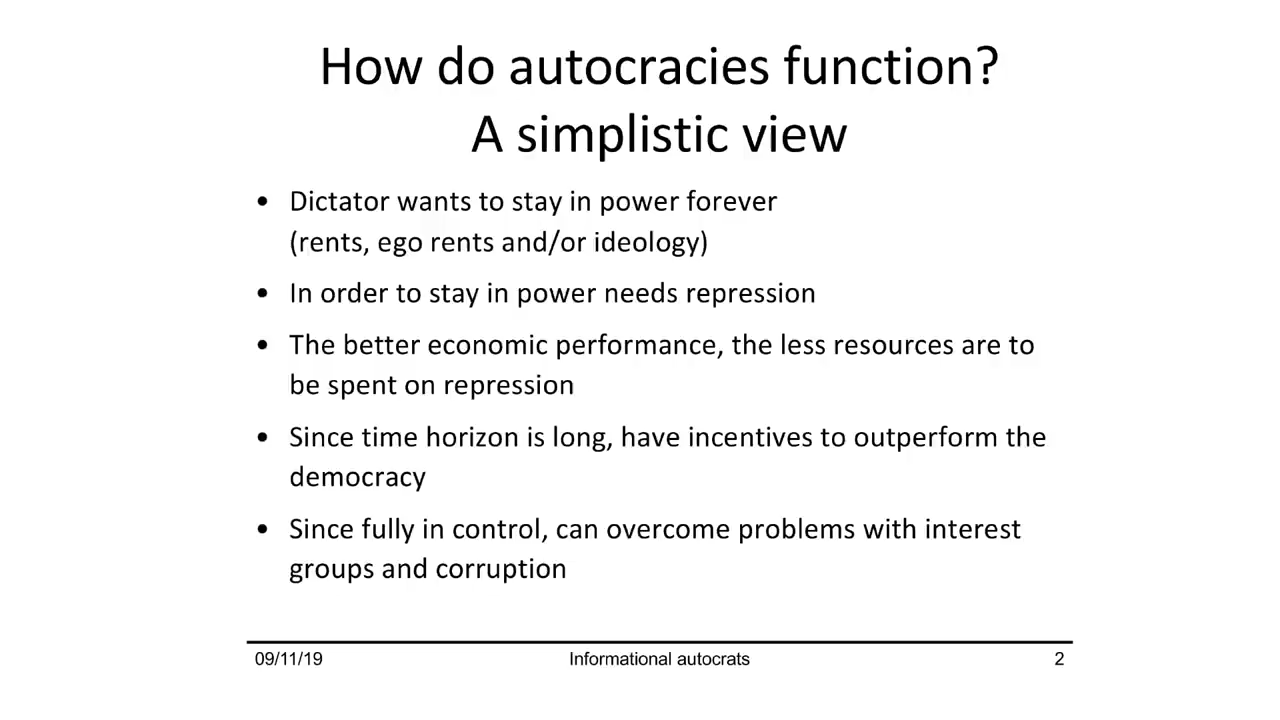 How do autocracies function?
A simplistic view
• Dictator wants to stay in power forever
(rents, ego rents and/or ideology)
• In order to stay in power needs repression
• The better economic performance, the less resources are to
be spent on repression
• Since time horizon is long, have incentives to outperform the
democracy
• Since fully in control, can overcome problems with interest
groups and corruption
09/11/19 Informational autocrats 2